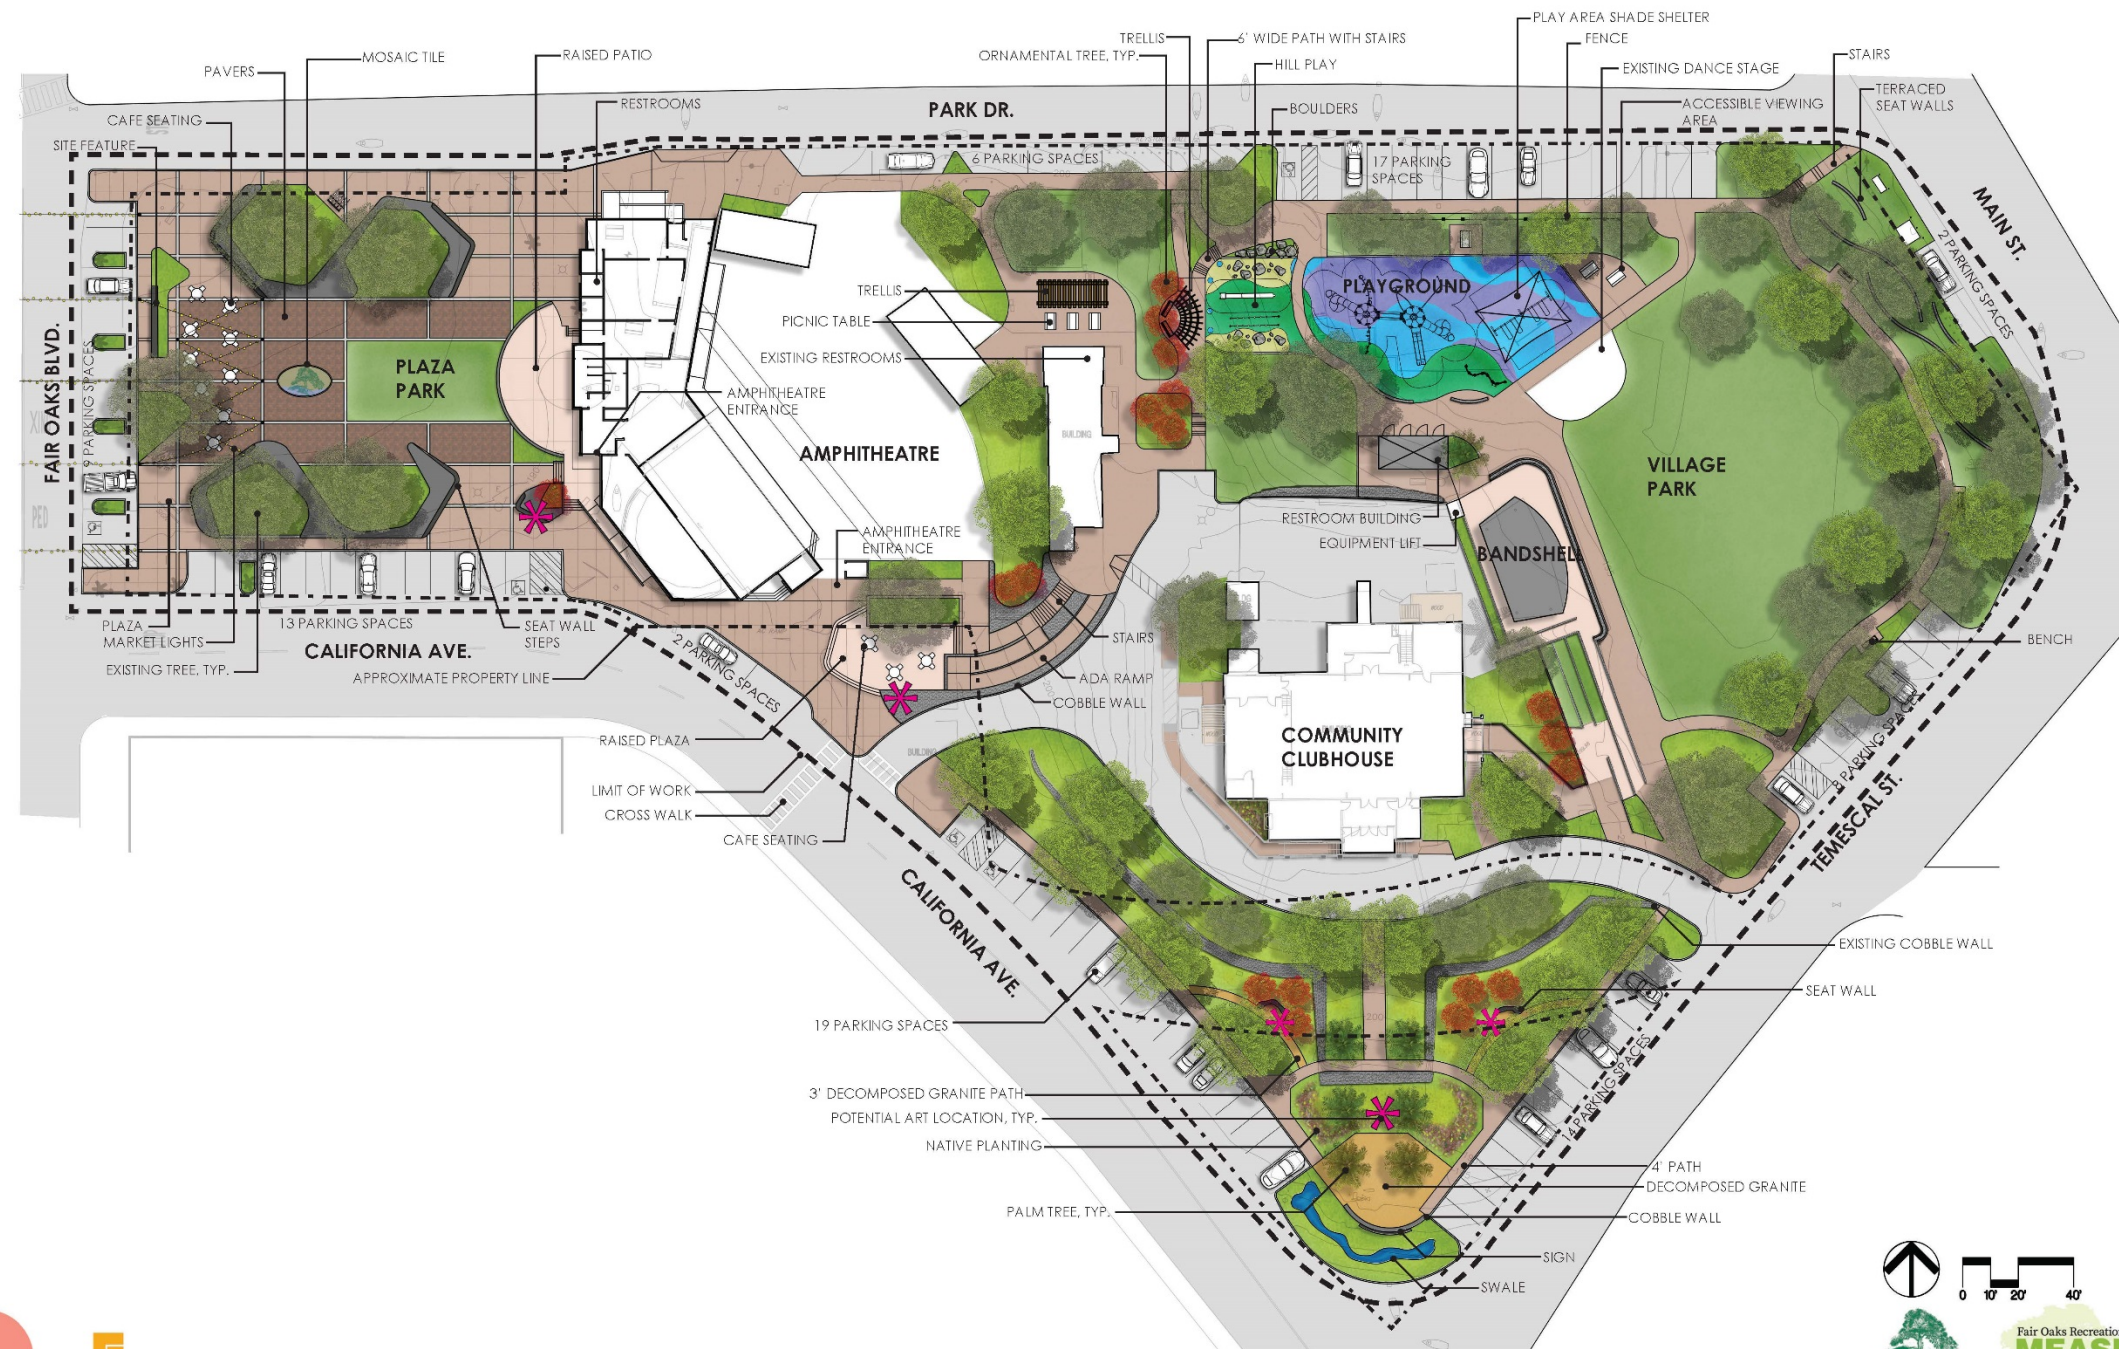 PLAY AREA SHADE SHELTER
TRELLIS
6' WIDE PATH WITH STAIRS
FENCE
MOSAIC TILE
RAISED PATIO
ORNAMENTAL TREE, TYP.
STAIRS
PAVERS
HILL PLAY
EXISTING DANCE STAGE
TERRACED
SEAT WALLS
RESTROOMS
PARK DR.
BOULDERS
ACCESSIBLE VIEWING
AREA
CAFE SEATING
SITE FEATURE
6 PARKING SPACES
17 PARKING
SPACES
MAIN ST.
2 PARKING SPACES
TRELLIS
PLAYGROUND
PICNIC TABLE
EXISTING RESTROOMS
FAIR OAKS BLVD.
9 PARKING SPACES
PLAZA
PARK
AMPHITHEATRE
ENTRANCE
BUILDING
AMPHITHEATRE
VILLAGE
PARK
PED
RESTROOM BUILDING
AMPHITHEATRE
ENTRANCE
EQUIPMENT LIFT
BANDSHELL
PLAZA
MARKET LIGHTS
13 PARKING SPACES
SEAT WALL
STEPS
STAIRS
BENCH
CALIFORNIA AVE.
2 PARKING SPACES
EXISTING TREE, TYP.
APPROXIMATE PROPERTY LINE
ADA RAMP
COBBLE WALL
RAISED PLAZA
BUILDING
COMMUNITY
CLUBHOUSE
8 PARKING SPACES
LIMIT OF WORK
CROSS WALK
CAFE SEATING
TEMESCAL ST.
CALIFORNIA AVE.
EXISTING COBBLE WALL
SEAT WALL
19 PARKING SPACES
200
14 PARKING SPACES
3' DECOMPOSED GRANITE PATH
POTENTIAL ART LOCATION, TYP.
NATIVE PLANTING
4' PATH
DECOMPOSED GRANITE
PALM TREE, TYP.
COBBLE WALL
SIGN
SWALE
0 10' 20' 40'
Fair Oaks Recreation
MEASU